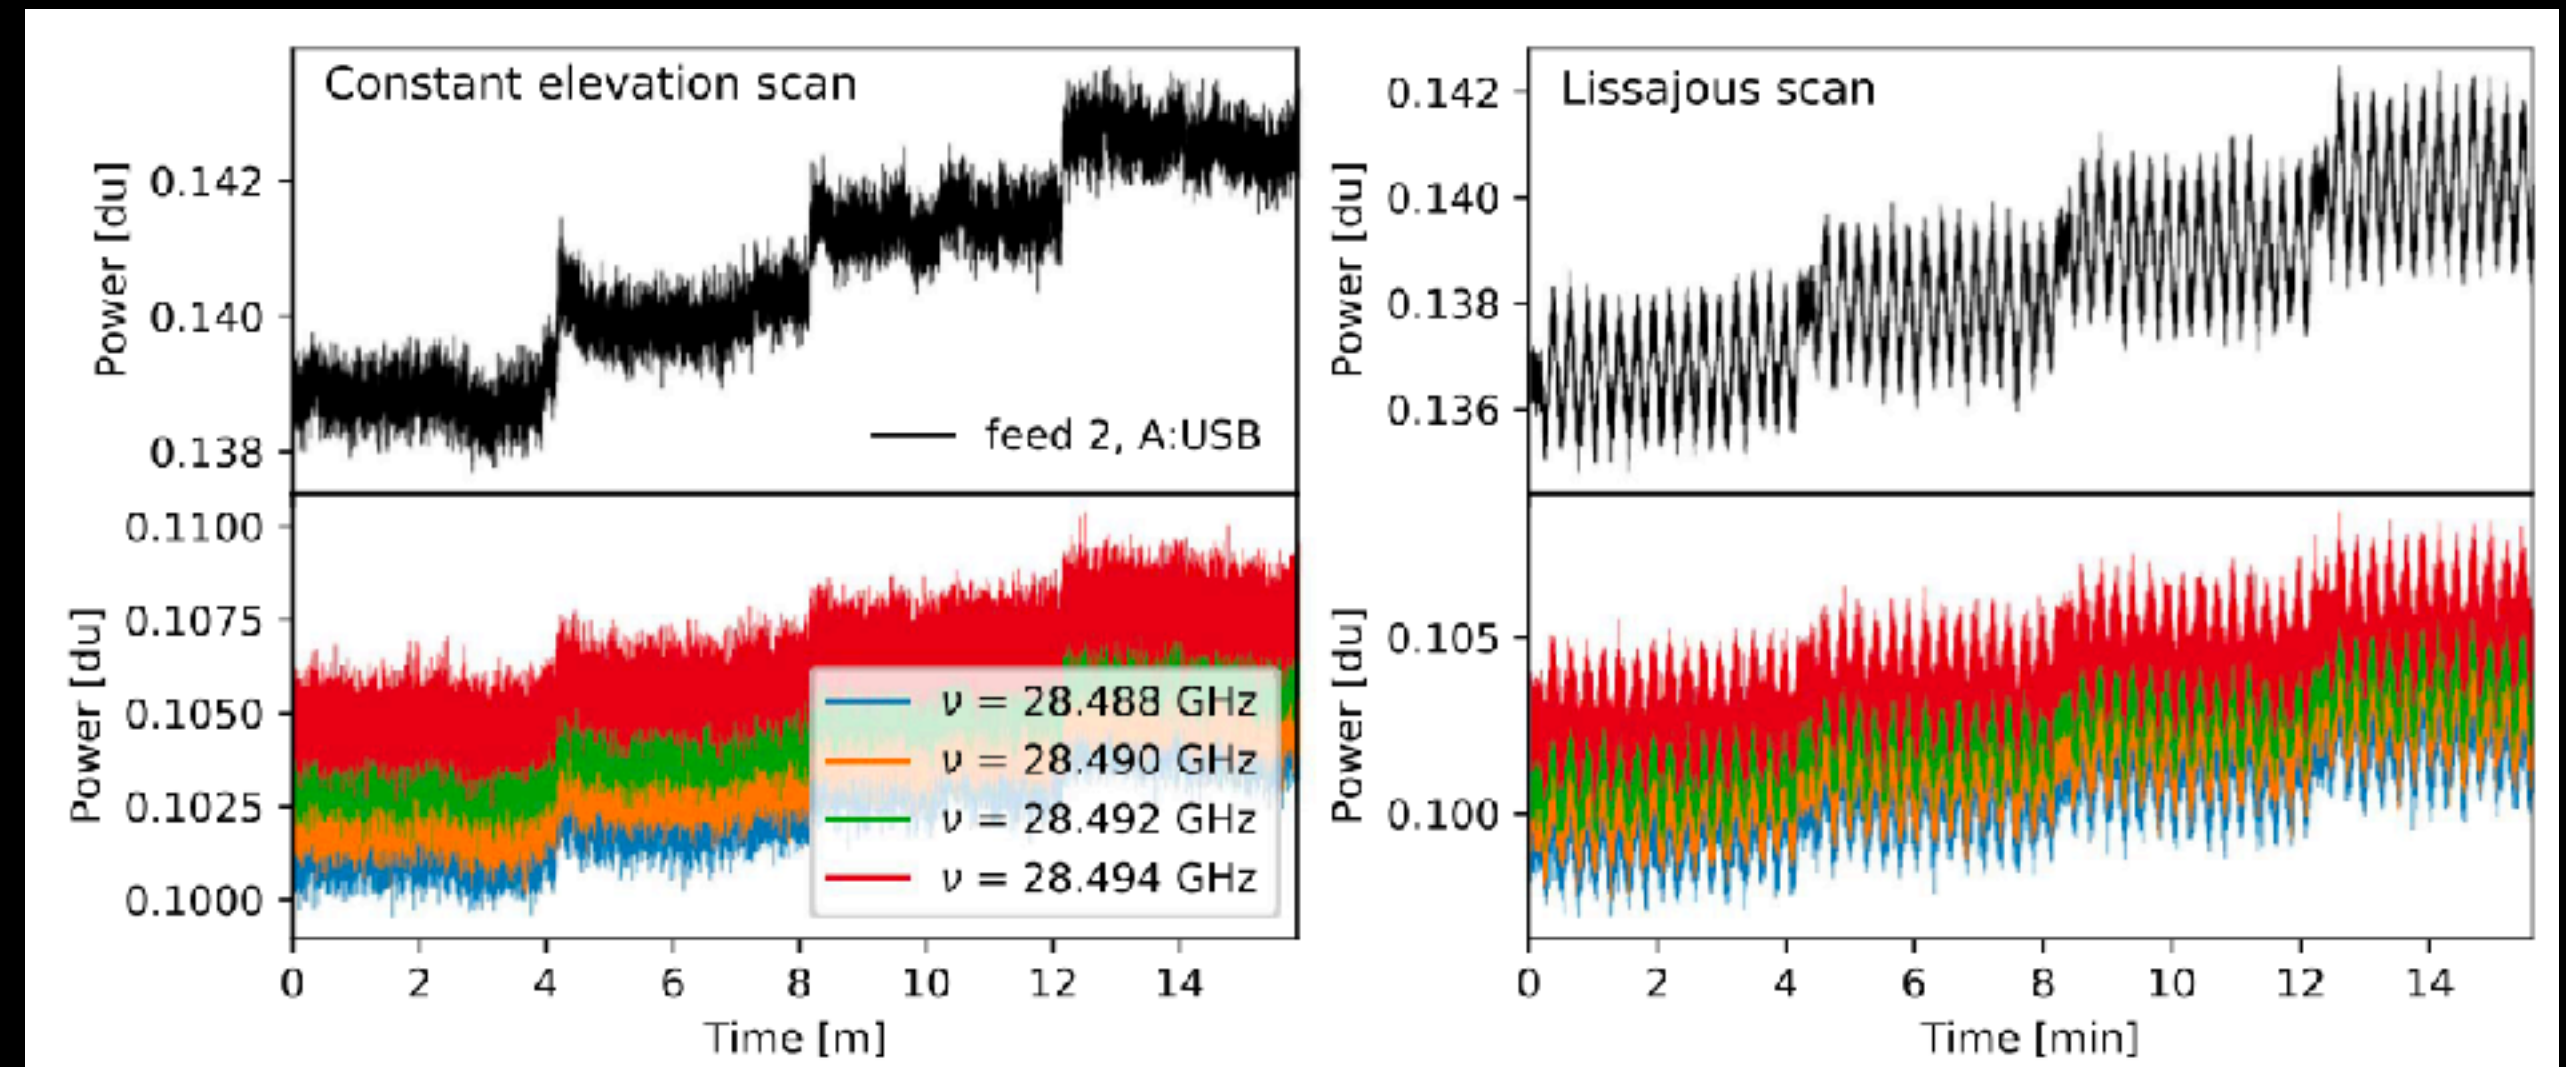 Constant elevation scan
Power [du]
0.142
0.140
0.138
feed 2, A:USB
Lissajous scan
Power [du]
0.142
0.140
0.138
0.136
Power [du]
0.1100
0.1075
0.1050
0.1025
0.1000
ν = 28.488 GHz
ν = 28.490 GHz
ν = 28.492 GHz
ν = 28.494 GHz
0 2 4 6 8 10 12 14
Time [m]
Power [du]
0.105
0.100
0 2 4 6 8 10 12 14
Time [min]